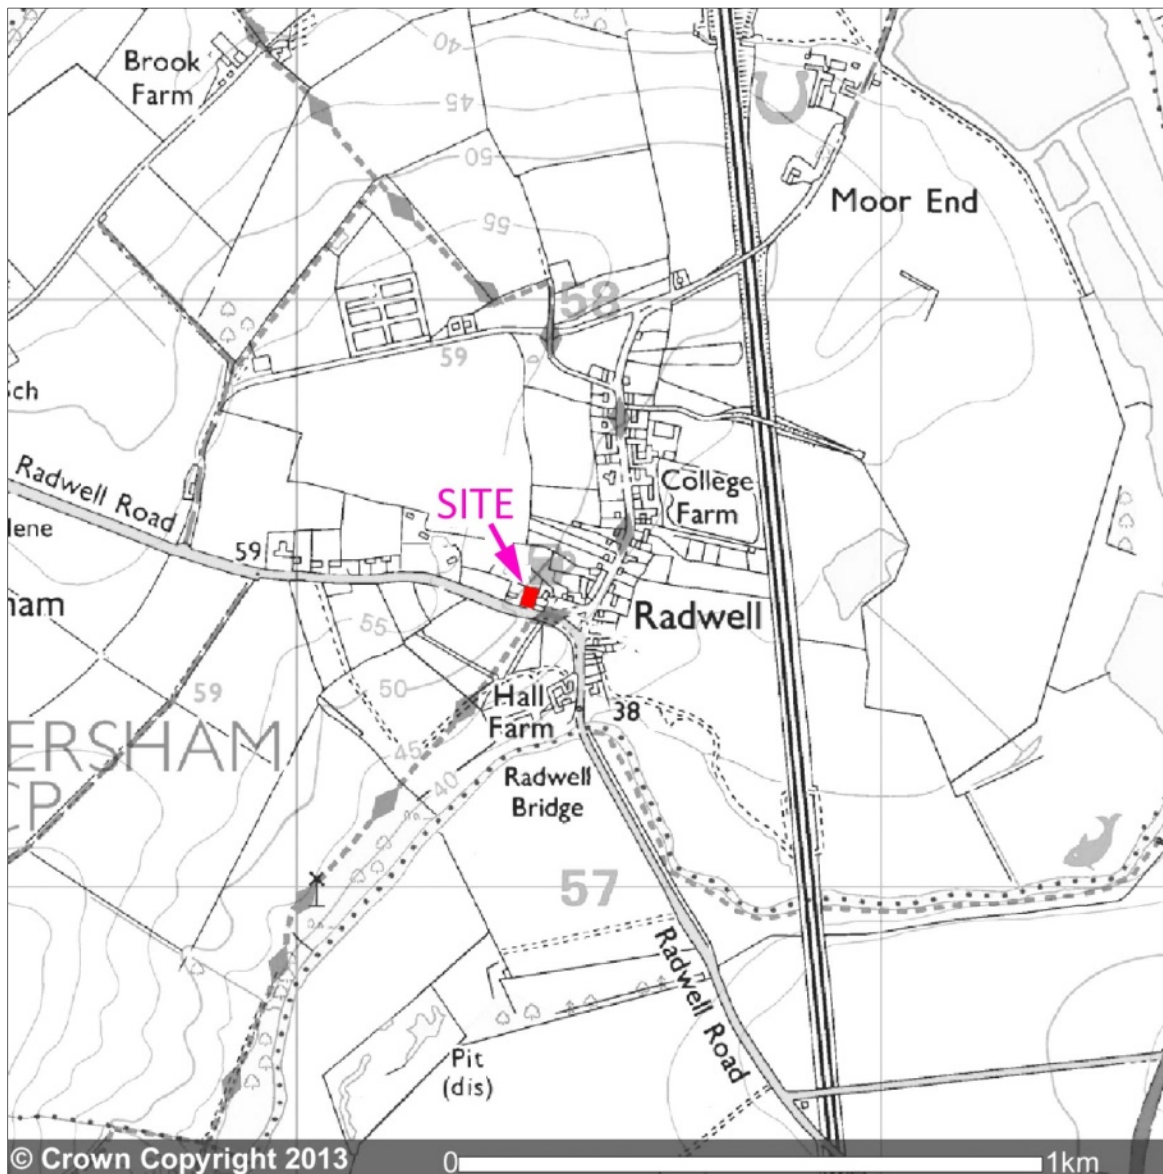 40
Brook
Farm
45
50
Moor End
55
58
59
Sch
Radwell Road
College
Farm
SITE
lene
59
ham
Radwell
55
59
50
Hall
Farm
38
ERSHAM
CP
45
40
Radwell
Bridge
57
Radwell Road
Pit
(dis)
© Crown Copyright 2013
0
1km